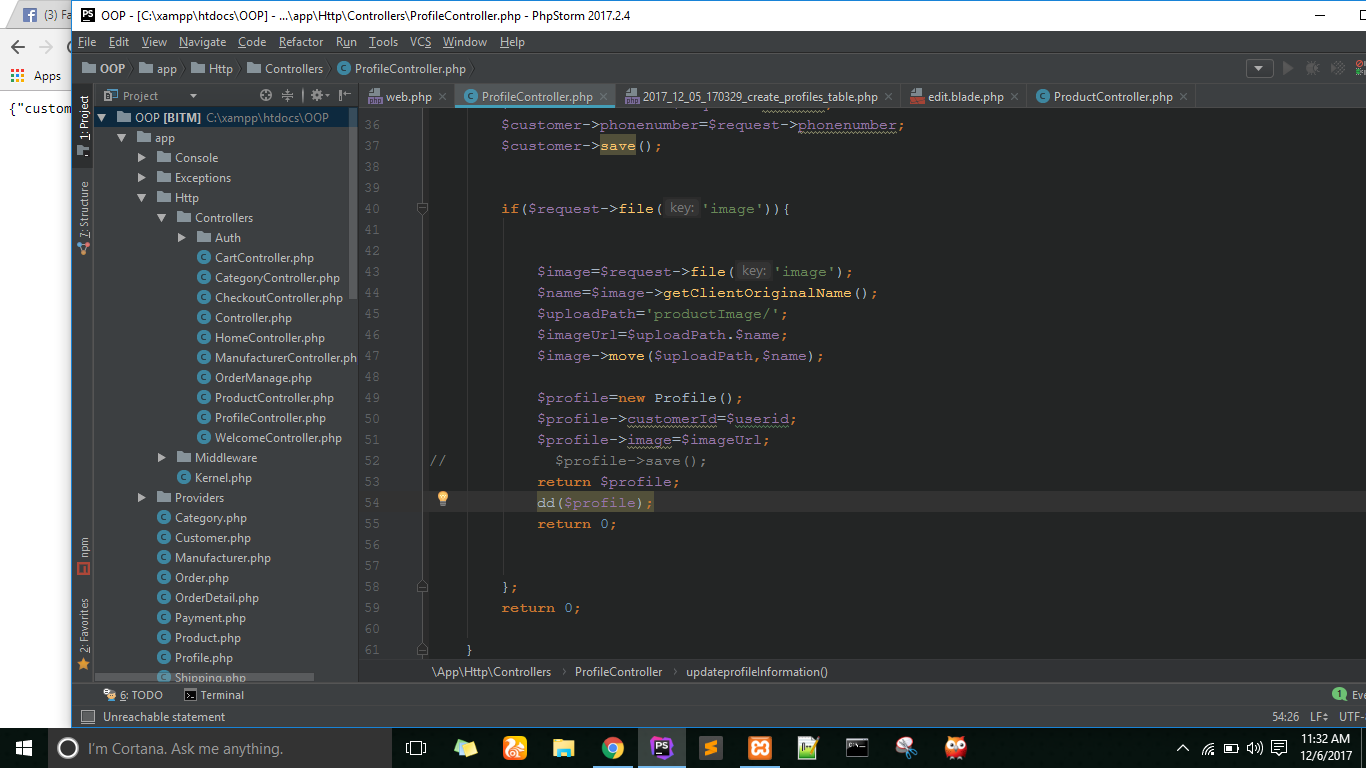 (3) Fa
OOP - [C:\xampp\htdocs\OOP] - ...\app\Http\Controllers\ProfileController.php - PhpStorm 2017.2.4
File Edit View Navigate Code Refactor Run Tools VCS Window Help
Apps
OOP app Http Controllers ProfileController.php
{"custom
Project
web.php ProfileController.php 2017_12_05_170329_create_profiles_table.php edit.blade.php ProductController.php
1: Project
7: Structure
npm
2: Favorites
OOP [BITM] C:\xampp\htdocs\OOP
app
Console
Exceptions
Http
Controllers
Auth
CartController.php
CategoryController.php
CheckoutController.php
Controller.php
HomeController.php
ManufacturerController.ph
OrderManage.php
ProductController.php
ProfileController.php
WelcomeController.php
Middleware
Kernel.php
Providers
Category.php
Customer.php
Manufacturer.php
Order.php
OrderDetail.php
Payment.php
Product.php
Profile.php
Shipping.php
36 $customer->phonenumber=$request->phonenumber;
37 $customer->save();
38
39
40 if($request->file( key: 'image')){
41
42
43 $image=$request->file( key: 'image');
44 $name=$image->getClientOriginalName();
45 $uploadPath='productImage/';
46 $imageUrl=$uploadPath.$name;
47 $image->move($uploadPath,$name);
48
49 $profile=new Profile();
50 $profile->customerId=$userid;
51 $profile->image=$imageUrl;
52 // $profile->save();
53 return $profile;
54 dd($profile);
55 return 0;
56
57
58 };
59 return 0;
60
61 }
\App\Http\Controllers ProfileController updateprofileInformation()
6: TODO Terminal 1 Eve
Unreachable statement 54:26 LF÷ UTF-
I'm Cortana. Ask me anything.
11:32 AM
12/6/2017